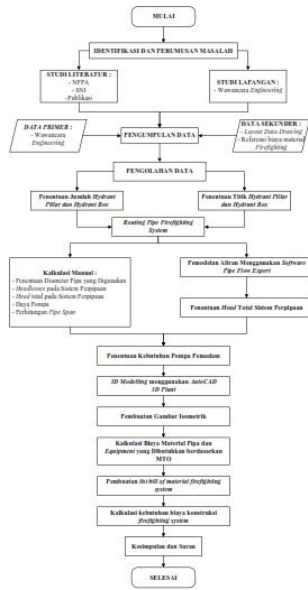 MULAI
IDENTIFIKASI DAN PERUMUSAN MASALAH
STUDI LITERATUR :
- NFPA
- SNI
-Publikasi
STUDI LAPANGAN :
- Wawancara Engineering
DATA PRIMER :
- Wawancara
Engineering
PENGUMPULAN DATA
DATA SEKUNDER :
- Layout Data Drawing
- Referensi biaya material
Firefighting
PENGOLAHAN DATA
Penentuan Jumlah Hydrant
Pillar dan Hydrant Box
Penentuan Titik Hydrant Pillar
dan Hydrant Box
Routing Pipe Firefighting
System
Kalkulasi Manual :
- Penentuan Diameter Pipa yang Digunakan
- Headlosses pada Sistem Perpipaan
- Head total pada Sistem Perpipaan
- Daya Pompa
- Perhitungan Pipe Span
Pemodelan Aliran Menggunakan Software
Pipe Flow Expert
Penentuan Head Total Sistem Perpipaan
Penentuan Kebutuhan Pompa Pemadam
3D Modelling menggunakan AutoCAD
3D Plant
Pembuatan Gambar Isometrik
Kalkulasi Biaya Material Pipa dan
Equipment yang Dibutuhkan berdasarkan
MTO
Pembuatan list bill of material firefighting
system
Kalkulasi kebutuhan biaya konstruksi
firefighting system
Kesimpulan dan Saran
SELESAI